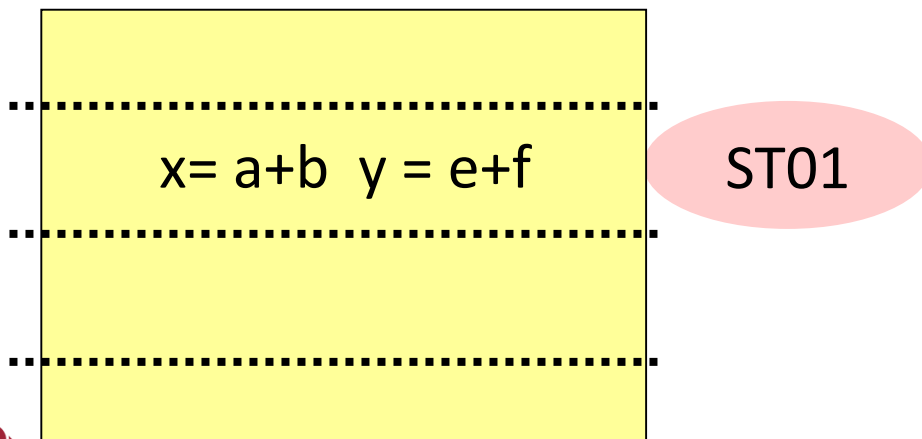 x= a+b y = e+f ST01